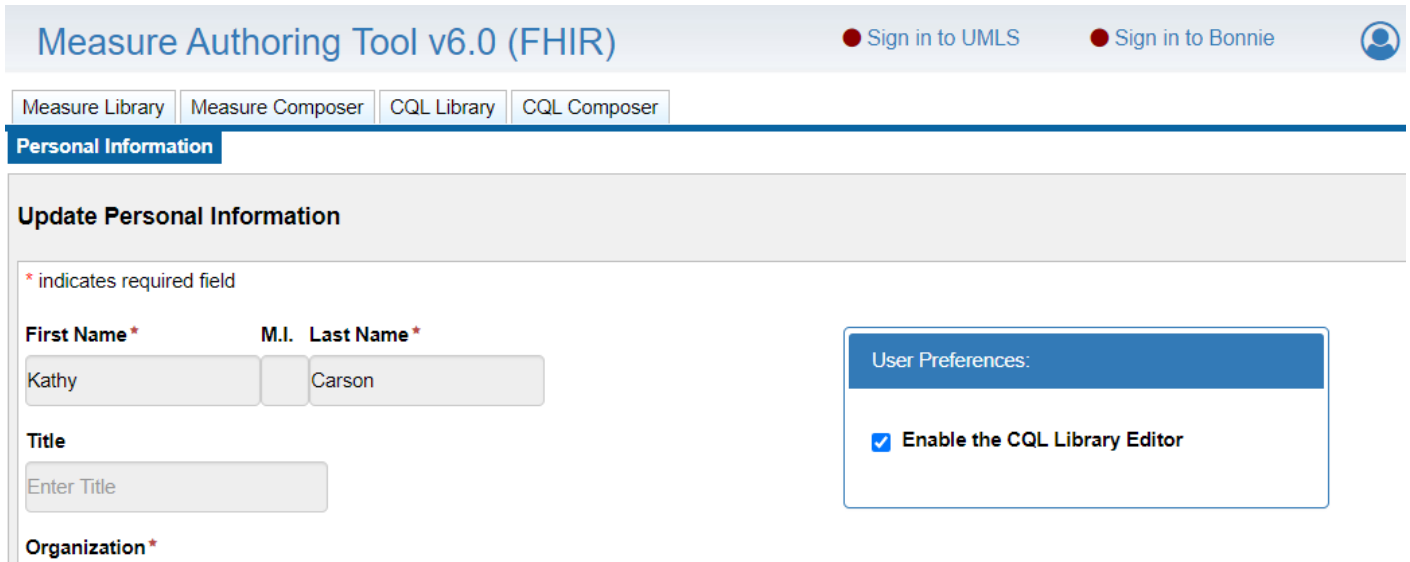 Measure Authoring Tool v6.0 (FHIR)
Sign in to UMLS
Sign in to Bonnie
Measure Library
Measure Composer
CQL Library
CQL Composer
Personal Information
Update Personal Information
* indicates required field
First Name*
M.I.
Last Name*
Kathy
Carson
Title
Enter Title
Organization*
User Preferences:
Enable the CQL Library Editor